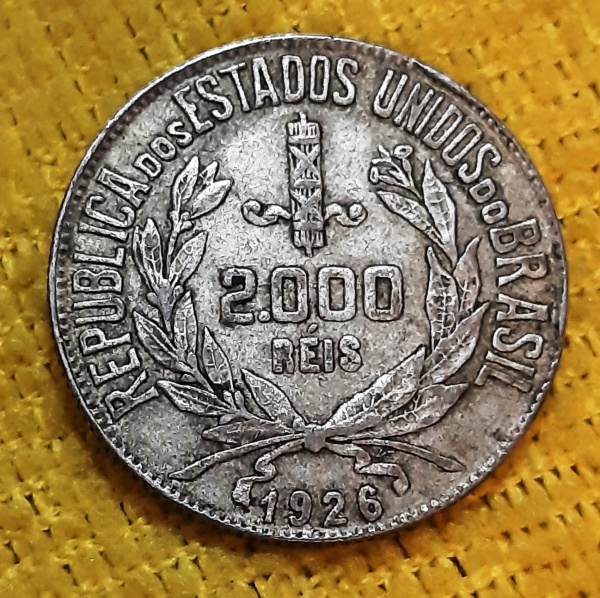 REPUBLICA DOS ESTADOS UNIDOS DO BRASIL
2.000
RÉIS
1926